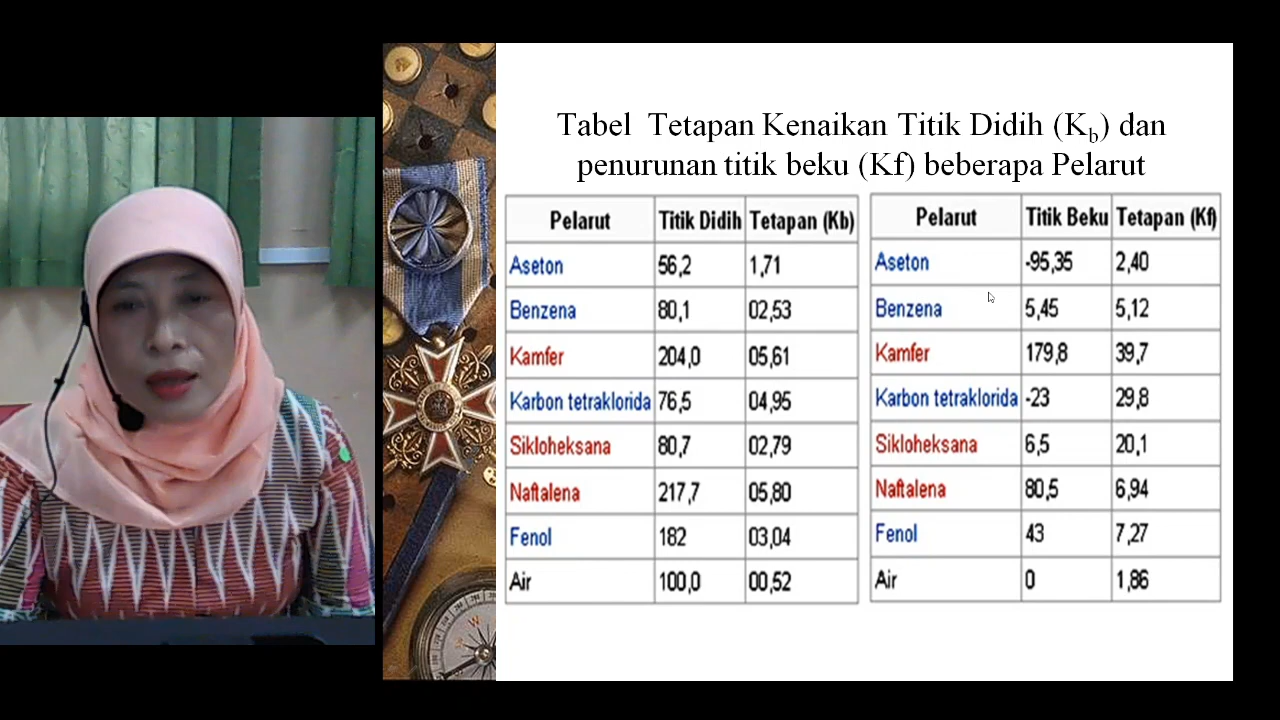 Tabel Tetapan Kenaikan Titik Didih (Kb) dan
penurunan titik beku (Kf) beberapa Pelarut
Pelarut Titik Didih Tetapan (Kb)
Aseton 56,2 1,71
Benzena 80,1 02,53
Kamfer 204,0 05,61
Karbon tetraklorida 76,5 04,95
Sikloheksana 80,7 02,79
Naftalena 217,7 05,80
Fenol 182 03,04
Air 100,0 00,52
Pelarut Titik Beku Tetapan (Kf)
Aseton -95,35 2,40
Benzena 5,45 5,12
Kamfer 179,8 39,7
Karbon tetraklorida -23 29,8
Sikloheksana 6,5 20,1
Naftalena 80,5 6,94
Fenol 43 7,27
Air 0 1,86